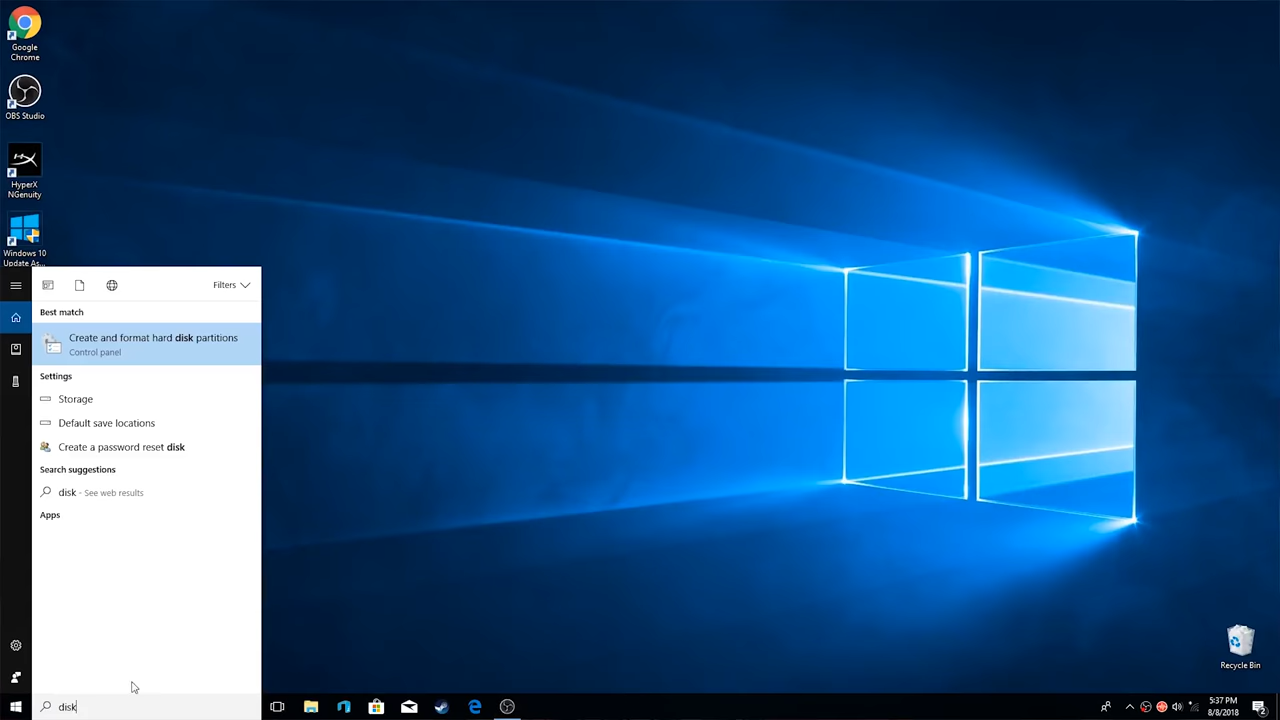 Google
Chrome
OBS Studio
HyperX
NGenuity
Windows 10
Update As...
Filters
Best match
Create and format hard disk partitions
Control panel
Settings
Storage
Default save locations
Create a password reset disk
Search suggestions
disk - See web results
Apps
Recycle Bin
disk
5:37 PM
8/8/2018
2